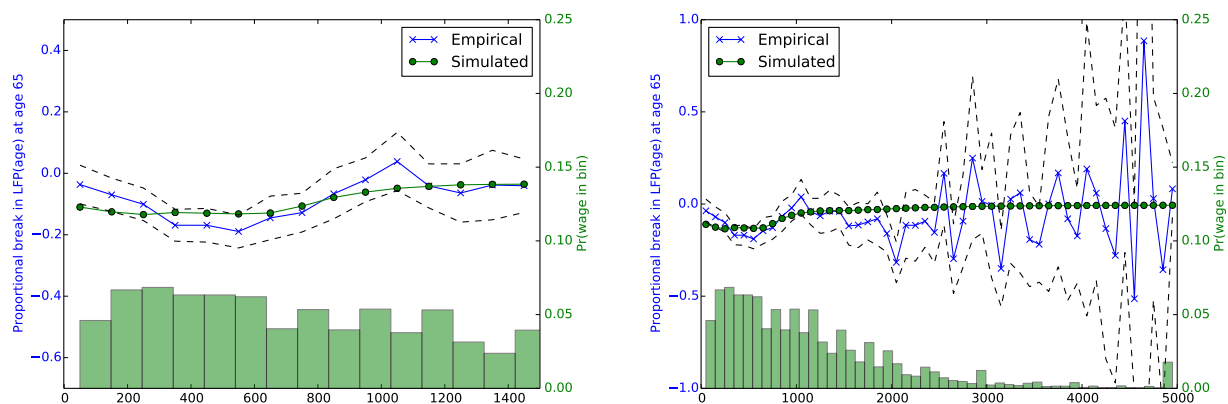 Proportional break in LFP(age) at age 65
0.4
0.2
0.0
−0.2
−0.4
−0.6
Empirical
Simulated
0.25
0.20
0.15
0.10
0.05
0.00
Pr(wage in bin)
0 200 400 600 800 1000 1200 1400
Proportional break in LFP(age) at age 65
1.0
0.5
0.0
−0.5
−1.0
Empirical
Simulated
0.25
0.20
0.15
0.10
0.05
0.00
Pr(wage in bin)
0 1000 2000 3000 4000 5000